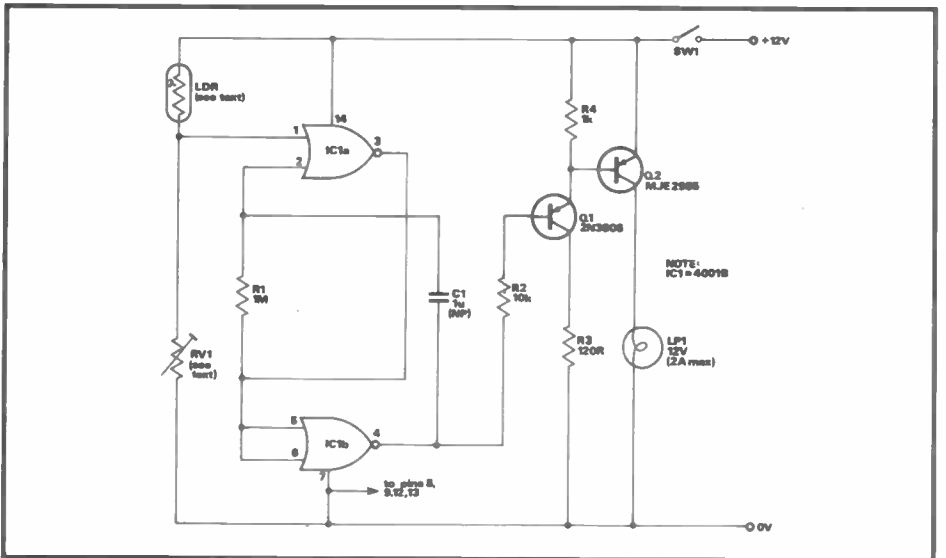 +12V
SW1
LDR
(see text)
R4
1k
14
1
3
IC1a
2
Q2
MJE2955
Q1
2N3906
NOTE:
IC1 = 4001B
R1
1M
C1
1u
(NP)
R2
10k
R3
120R
LP1
12V
(2A max)
RV1
(see
text)
5
4
IC1b
6
7
to pins 8,
9,12,13
0V